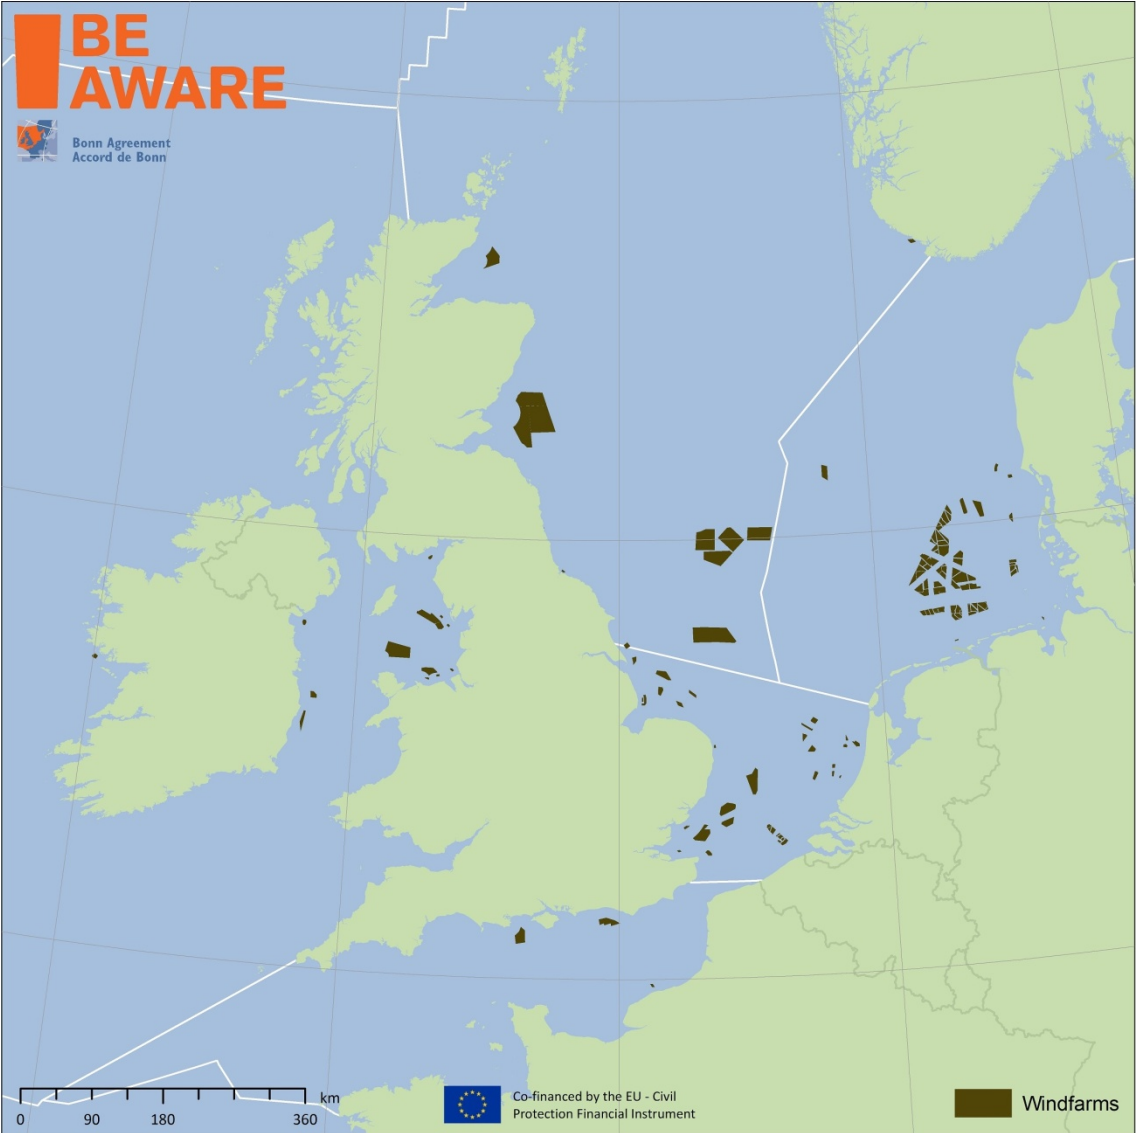 BE
AWARE
Bonn Agreement
Accord de Bonn
km
0 90 180 360
Co-financed by the EU - Civil
Protection Financial Instrument
Windfarms